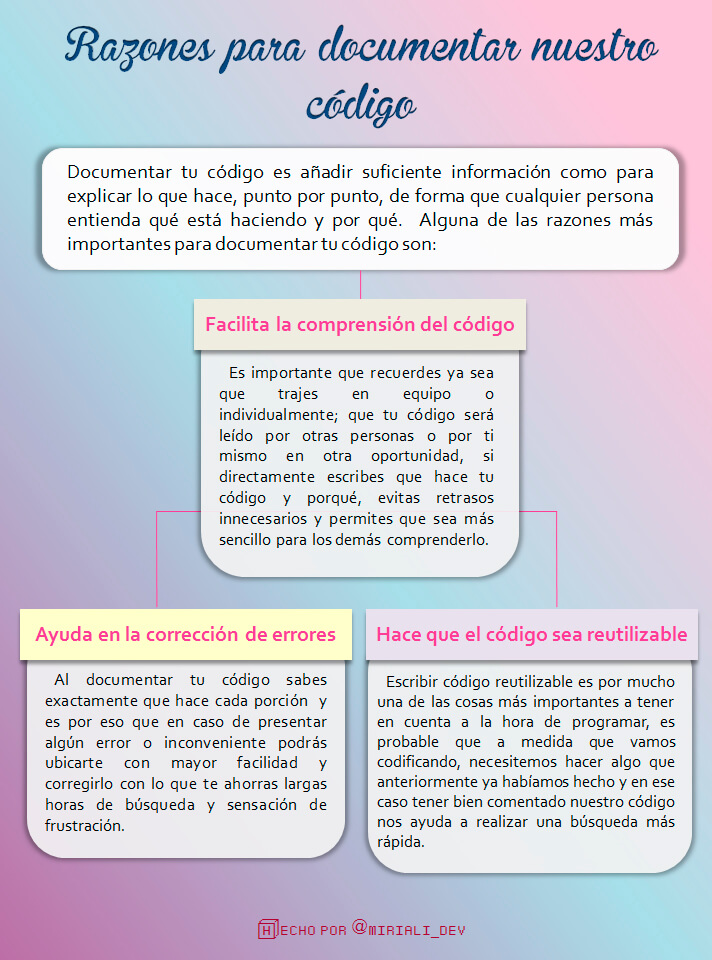 Razones para documentar nuestro
código
Documentar tu código es añadir suficiente información como para
explicar lo que hace, punto por punto, de forma que cualquier persona
entienda qué está haciendo y por qué. Alguna de las razones más
importantes para documentar tu código son:
Facilita la comprensión del código
Es importante que recuerdes ya sea
que trajes en equipo o
individualmente; que tu código será
leído por otras personas o por ti
mismo en otra oportunidad, si
directamente escribes que hace tu
código y porqué, evitas retrasos
innecesarios y permites que sea más
sencillo para los demás comprenderlo.
Ayuda en la corrección de errores
Al documentar tu código sabes
exactamente que hace cada porción y
es por eso que en caso de presentar
algún error o inconveniente podrás
ubicarte con mayor facilidad y
corregirlo con lo que te ahorras largas
horas de búsqueda y sensación de
frustración.
Hace que el código sea reutilizable
Escribir código reutilizable es por mucho
una de las cosas más importantes a tener
en cuenta a la hora de programar, es
probable que a medida que vamos
codificando, necesitemos hacer algo que
anteriormente ya habíamos hecho y en ese
caso tener bien comentado nuestro código
nos ayuda a realizar una búsqueda más
rápida.
HECHO POR @MIRIALI_DEV